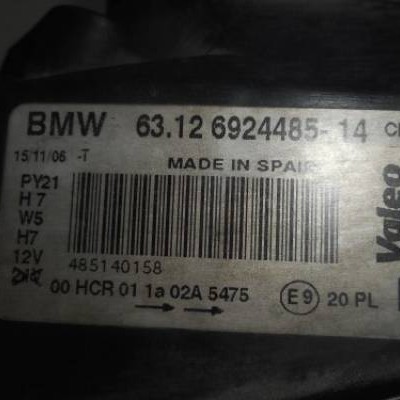 BMW 63.12 6924485-14
15/11/06 -T
MADE IN SPAIN
PY21
H7
W5
H7
12V
485140158
00 HCR 01 1a 02A 5475
E9 20 PL
Valeo